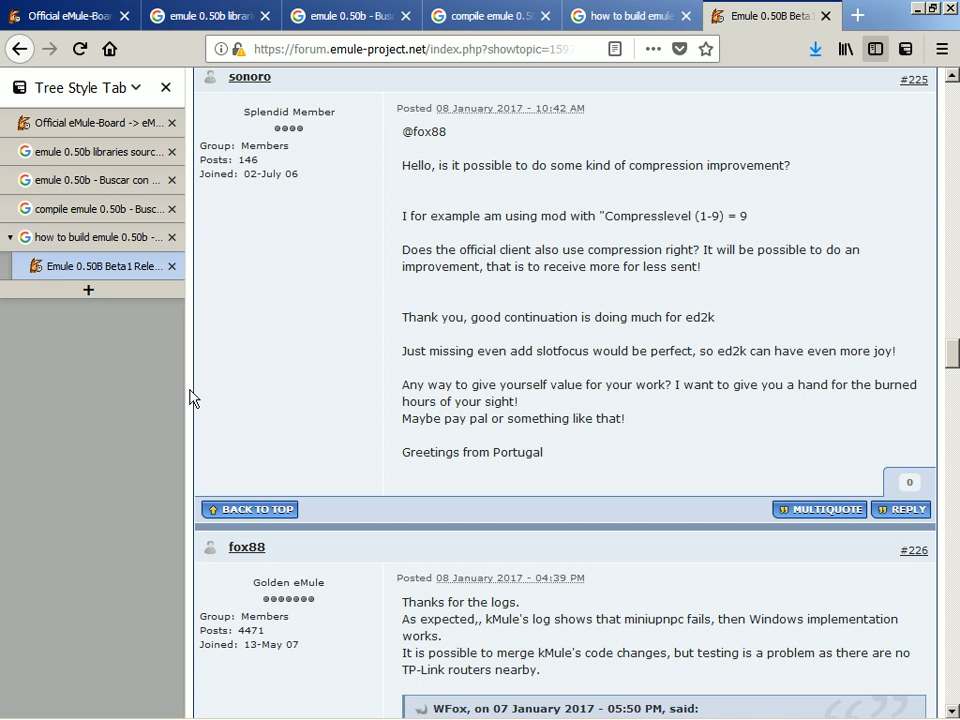 Official eMule-Board
emule 0.50b librari
emule 0.50b - Busc
compile emule 0.50
how to build emule
Emule 0.50B Beta1
https://forum.emule-project.net/index.php?showtopic=159
Tree Style Tab
Official eMule-Board -> eM...
emule 0.50b libraries sourc...
emule 0.50b - Buscar con ...
compile emule 0.50b - Busc...
how to build emule 0.50b -...
Emule 0.50B Beta1 Rele...
sonoro
#225
Splendid Member
Group: Members
Posts: 146
Joined: 02-July 06
Posted 08 January 2017 - 10:42 AM
@fox88
Hello, is it possible to do some kind of compression improvement?
I for example am using mod with "Compresslevel (1-9) = 9
Does the official client also use compression right? It will be possible to do an
improvement, that is to receive more for less sent!
Thank you, good continuation is doing much for ed2k
Just missing even add slotfocus would be perfect, so ed2k can have even more joy!
Any way to give yourself value for your work? I want to give you a hand for the burned
hours of your sight!
Maybe pay pal or something like that!
Greetings from Portugal
0
BACK TO TOP
MULTIQUOTE
REPLY
fox88
#226
Golden eMule
Group: Members
Posts: 4471
Joined: 13-May 07
Posted 08 January 2017 - 04:39 PM
Thanks for the logs.
As expected,, kMule's log shows that miniupnpc fails, then Windows implementation
works.
It is possible to merge kMule's code changes, but testing is a problem as there are no
TP-Link routers nearby.
WFox, on 07 January 2017 - 05:50 PM, said: